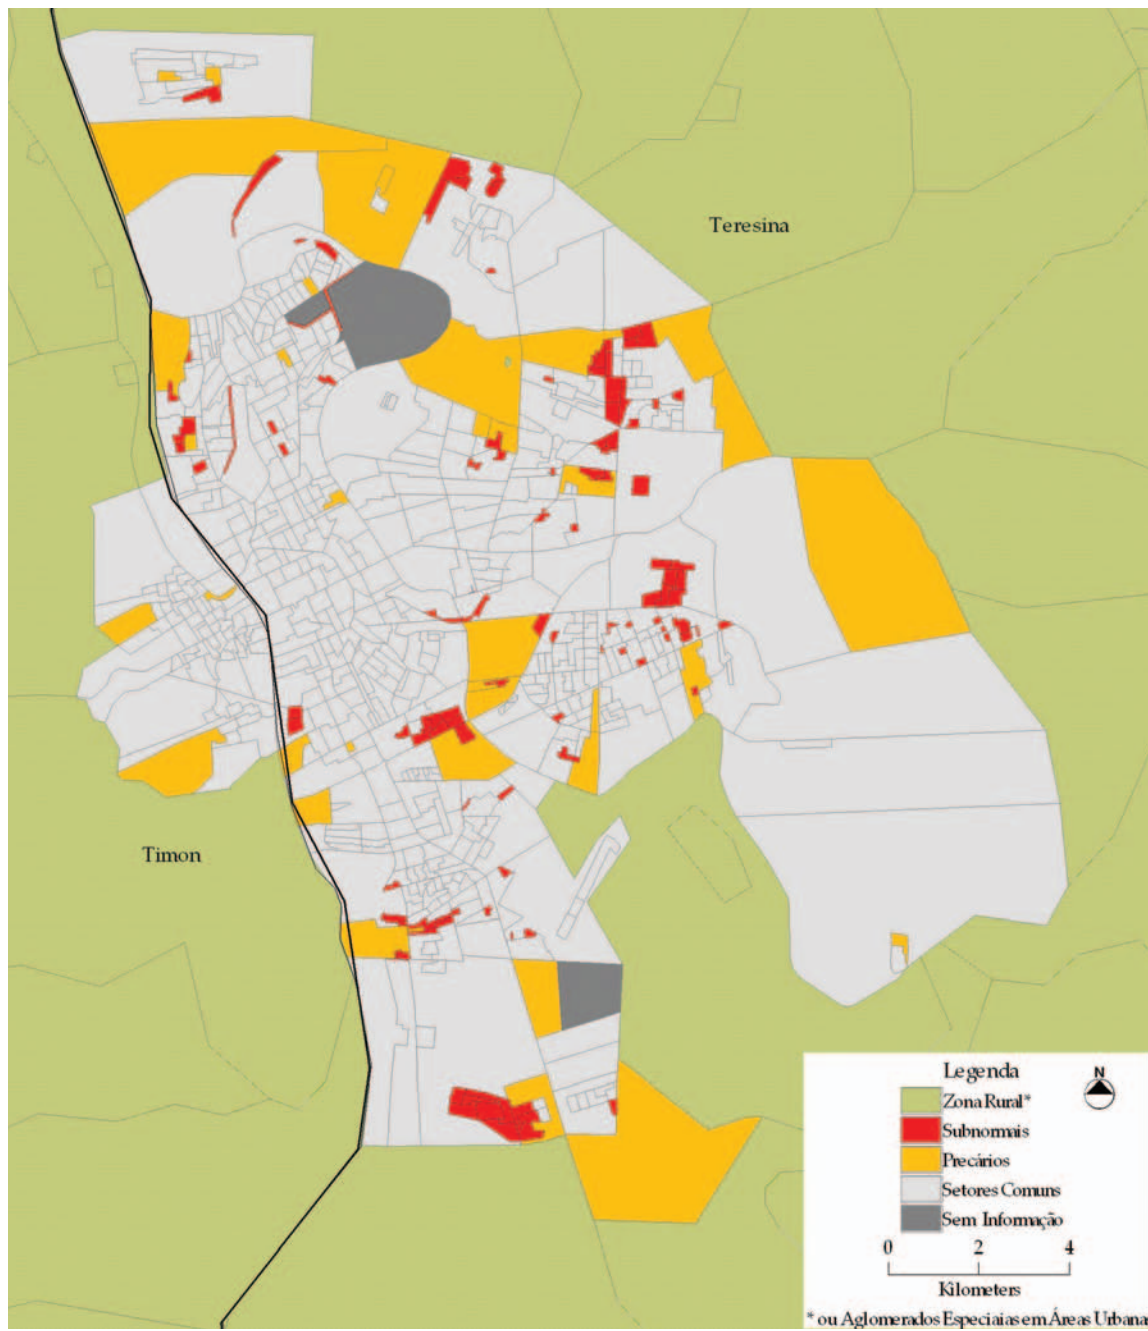 Teresina
Timon
Legenda
N
Zona Rural*
Subnormais
Precários
Setores Comuns
Sem Informação
0 2 4
Kilometers
* ou Aglomerados Especiaias em Áreas Urbana